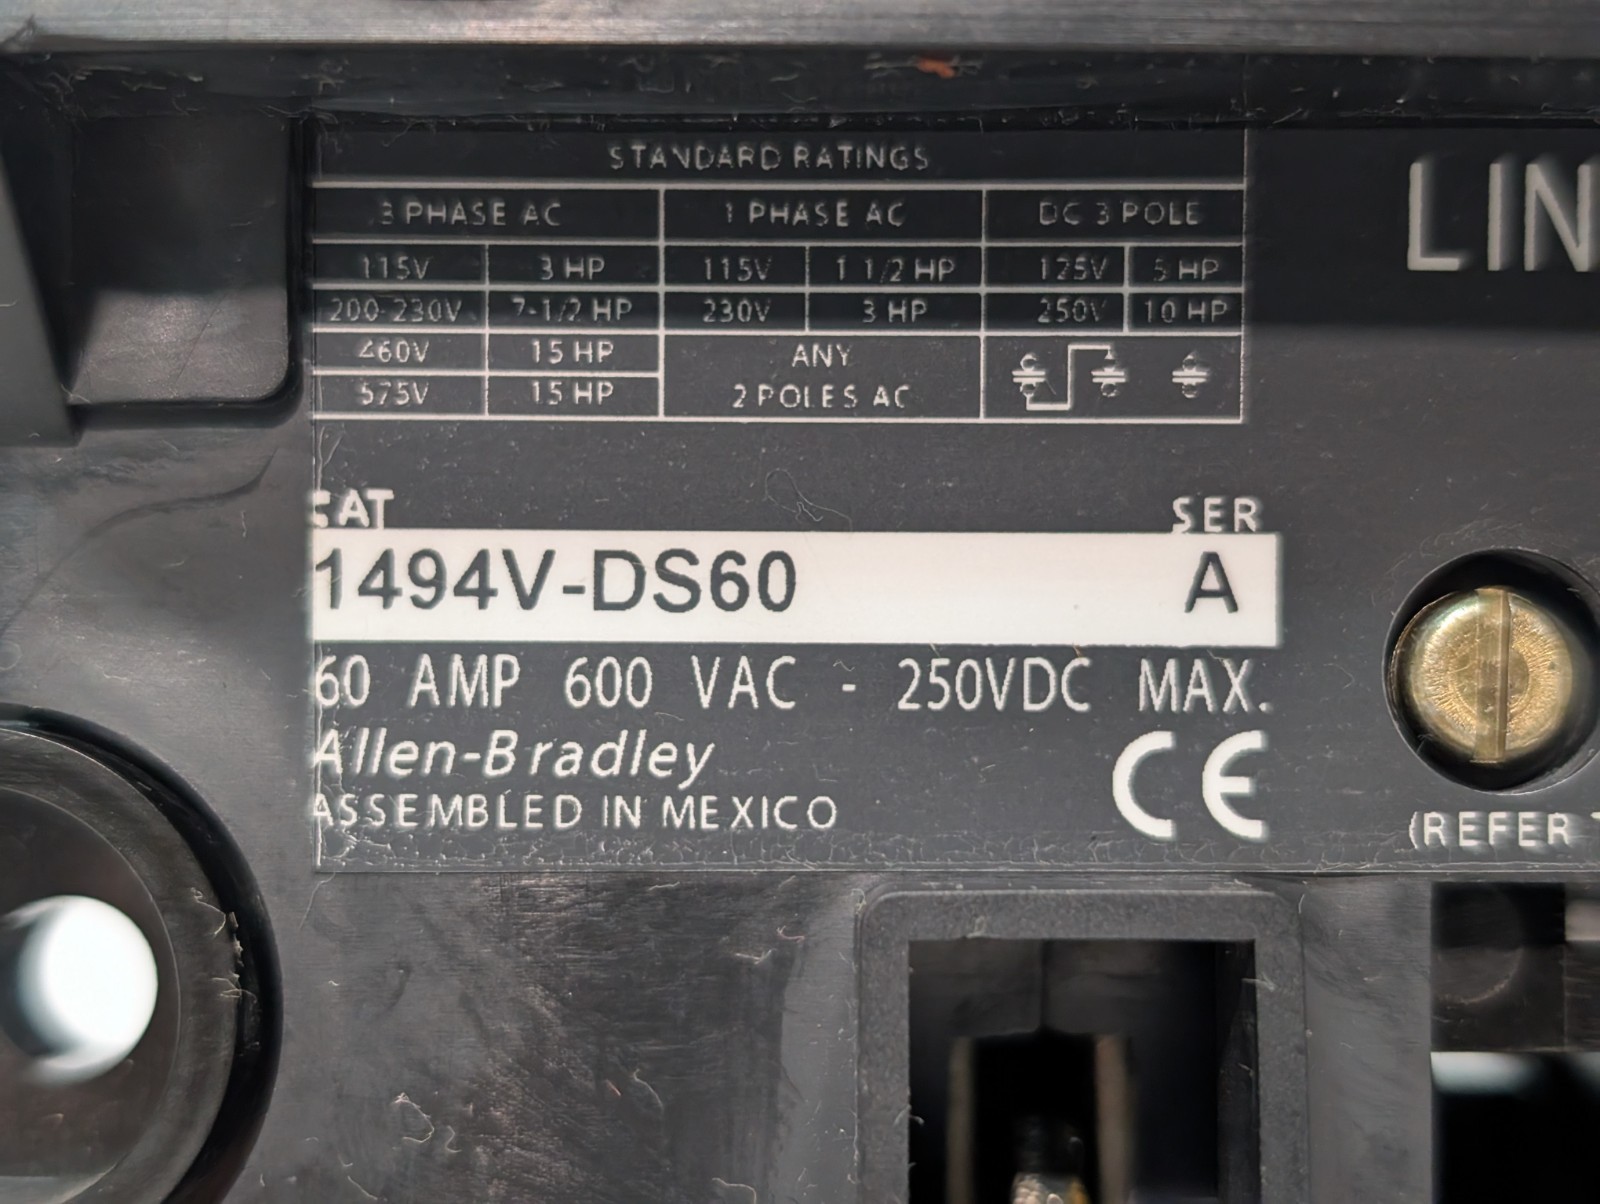 STANDARD RATINGS
3 PHASE AC 1 PHASE AC DC 3 POLE
115V 3 HP 115V 1 1/2 HP 125V 5 HP
200-230V 7-1/2 HP 230V 3 HP 250V 10 HP
460V 15 HP ANY
575V 15 HP 2 POLES AC
LIN
CAT SER
1494V-DS60 A
60 AMP 600 VAC - 250VDC MAX.
Allen-Bradley CE
ASSEMBLED IN MEXICO
(REFER